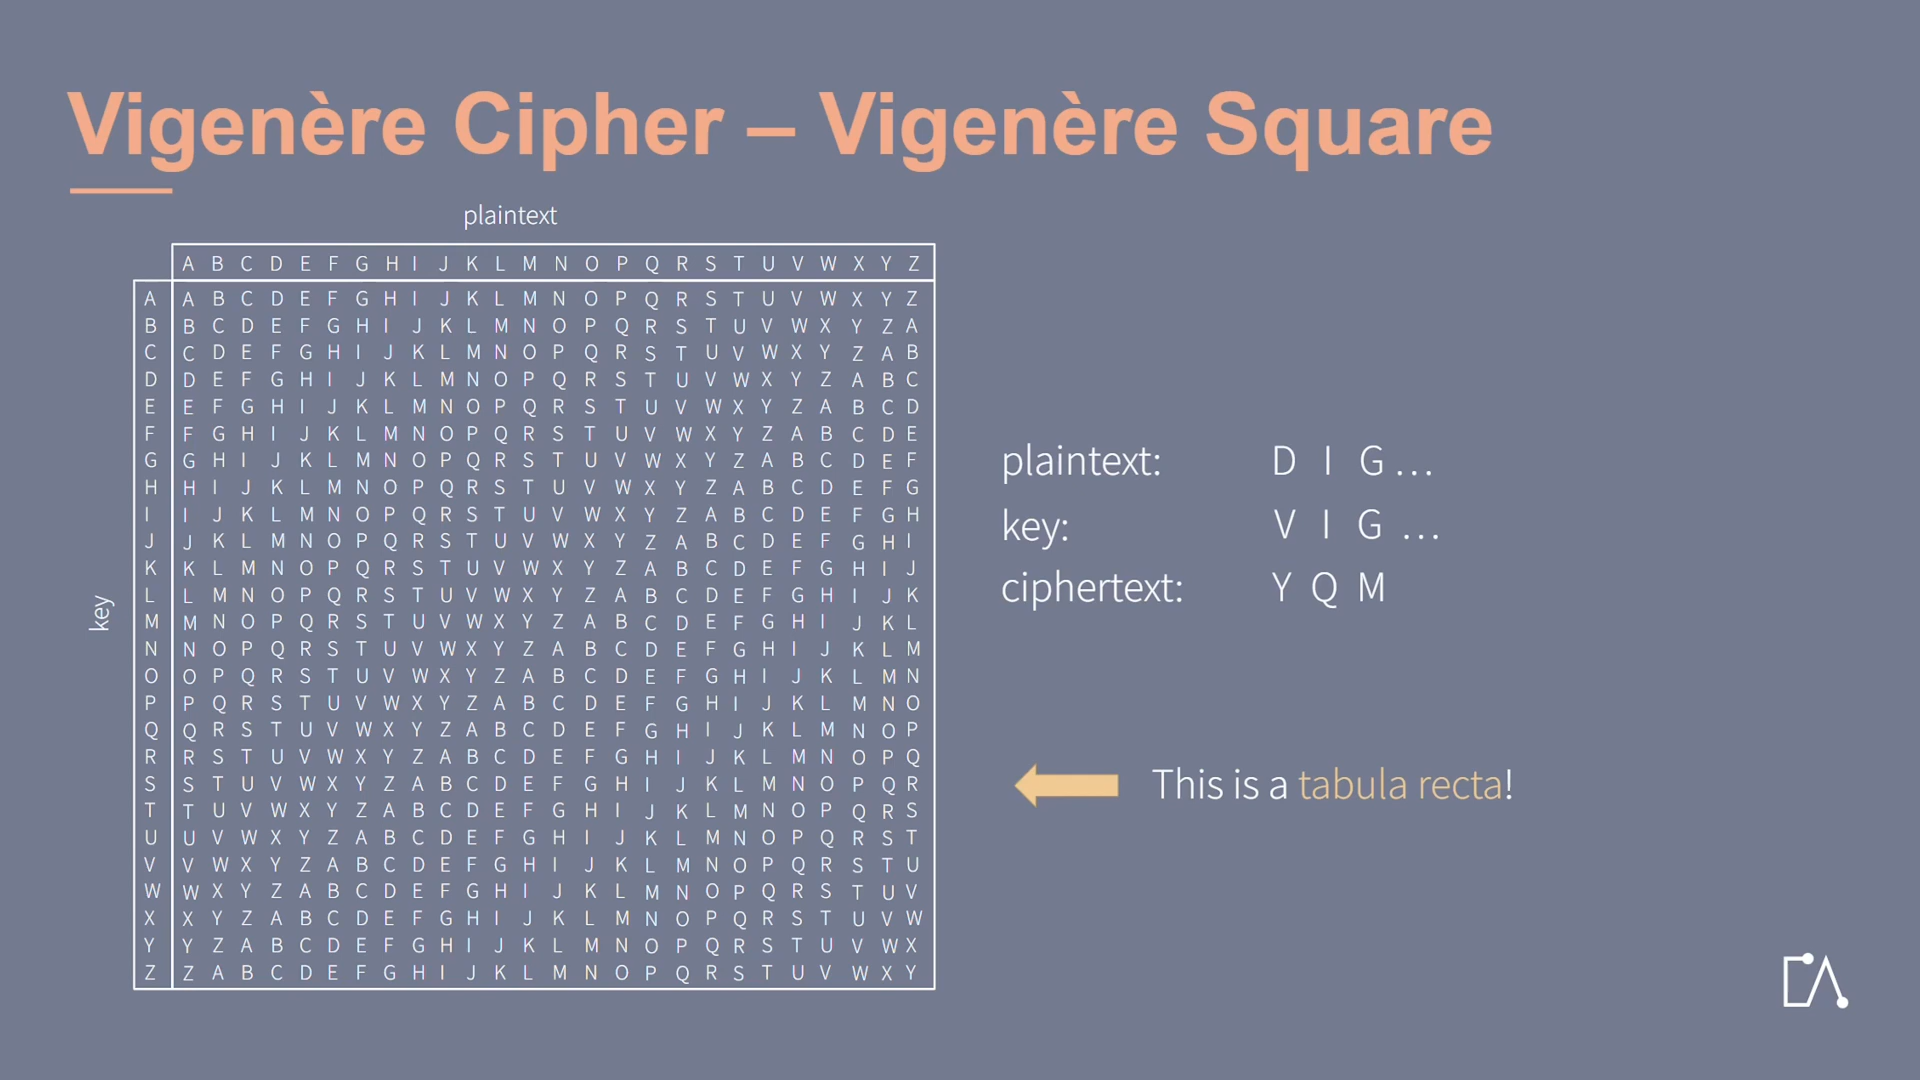 Vigenère Cipher – Vigenère Square
plaintext
A B C D E F G H I J K L M N O P Q R S T U V W X Y Z
A A B C D E F G H I J K L M N O P Q R S T U V W X Y Z
B B C D E F G H I J K L M N O P Q R S T U V W X Y Z A
C C D E F G H I J K L M N O P Q R S T U V W X Y Z A B
D D E F G H I J K L M N O P Q R S T U V W X Y Z A B C
E E F G H I J K L M N O P Q R S T U V W X Y Z A B C D
F F G H I J K L M N O P Q R S T U V W X Y Z A B C D E
G G H I J K L M N O P Q R S T U V W X Y Z A B C D E F
H H I J K L M N O P Q R S T U V W X Y Z A B C D E F G
I I J K L M N O P Q R S T U V W X Y Z A B C D E F G H
J J K L M N O P Q R S T U V W X Y Z A B C D E F G H I
K K L M N O P Q R S T U V W X Y Z A B C D E F G H I J
L L M N O P Q R S T U V W X Y Z A B C D E F G H I J K
M M N O P Q R S T U V W X Y Z A B C D E F G H I J K L
N N O P Q R S T U V W X Y Z A B C D E F G H I J K L M
O O P Q R S T U V W X Y Z A B C D E F G H I J K L M N
P P Q R S T U V W X Y Z A B C D E F G H I J K L M N O
Q Q R S T U V W X Y Z A B C D E F G H I J K L M N O P
R R S T U V W X Y Z A B C D E F G H I J K L M N O P Q
S S T U V W X Y Z A B C D E F G H I J K L M N O P Q R
T T U V W X Y Z A B C D E F G H I J K L M N O P Q R S
U U V W X Y Z A B C D E F G H I J K L M N O P Q R S T
V V W X Y Z A B C D E F G H I J K L M N O P Q R S T U
W W X Y Z A B C D E F G H I J K L M N O P Q R S T U V
X X Y Z A B C D E F G H I J K L M N O P Q R S T U V W
Y Y Z A B C D E F G H I J K L M N O P Q R S T U V W X
Z Z A B C D E F G H I J K L M N O P Q R S T U V W X Y
key
plaintext: D I G ...
key: V I G ...
ciphertext: Y Q M
This is a tabula recta!